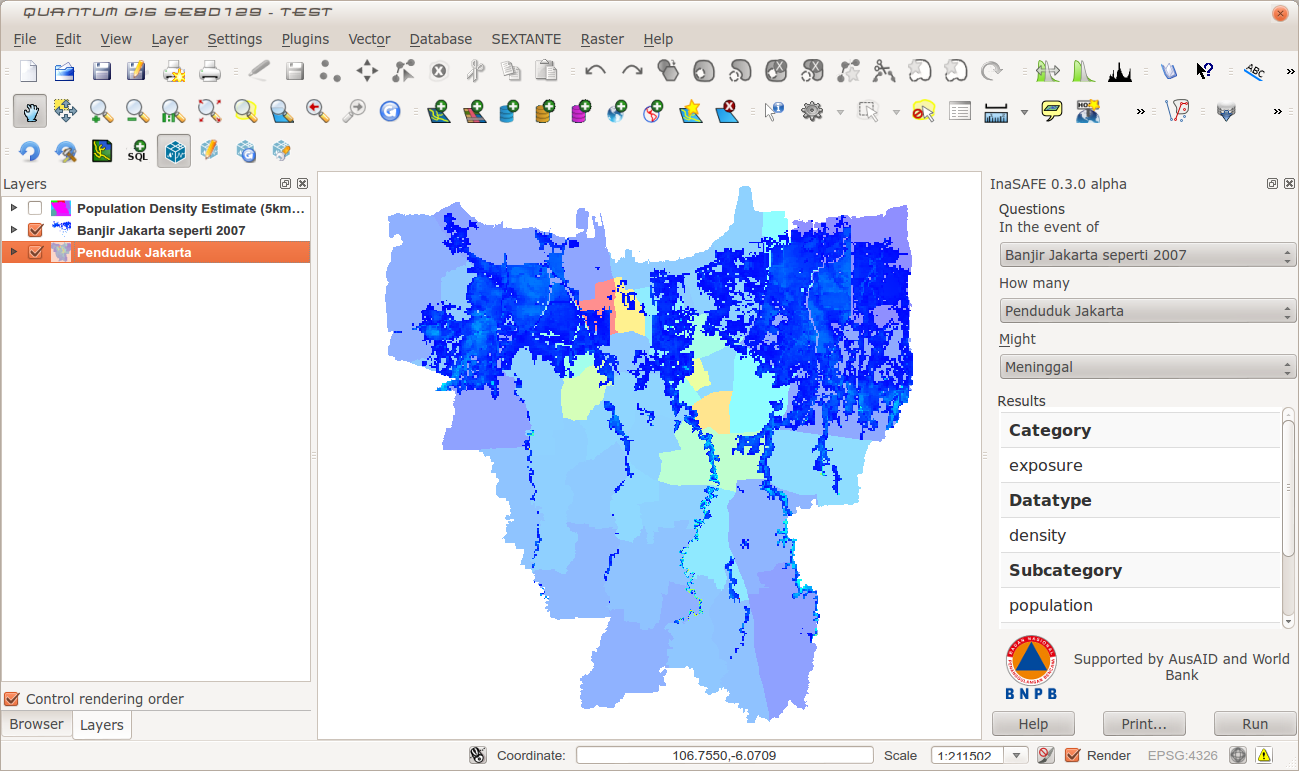 QUANTUM GIS 5E8D129 - TEST
File Edit View Layer Settings Plugins Vector Database SEXTANTE Raster Help
ABC
SQL
Layers
Population Density Estimate (5km…
Banjir Jakarta seperti 2007
Penduduk Jakarta
Control rendering order
Browser
Layers
InaSAFE 0.3.0 alpha
Questions
In the event of
Banjir Jakarta seperti 2007
How many
Penduduk Jakarta
Might
Meninggal
Results
Category
exposure
Datatype
density
Subcategory
population
BNPB
Supported by AusAID and World
Bank
Help
Print...
Run
Coordinate:
106.7550,-6.0709
Scale
1:211502
Render
EPSG:4326